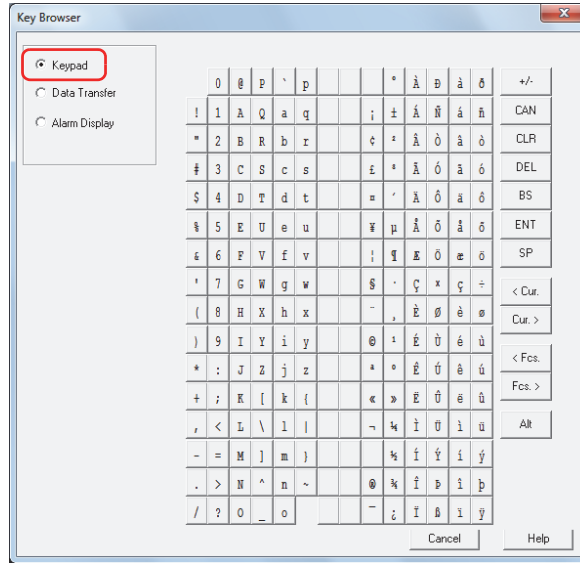 Key Browser
Keypad
Data Transfer
Alarm Display
0 @ P ` p ° À Ð à ð +/-
! 1 A Q a q ¡ ± Á Ñ á ñ CAN
" 2 B R b r ¢ ² Â Ò â ò CLR
# 3 C S c s £ ³ Ã Ó ã ó DEL
$ 4 D T d t ¤ ´ Ä Ô ä ô BS
% 5 E U e u ¥ µ Å Õ å õ ENT
& 6 F V f v ¦ ¶ Æ Ö æ ö SP
' 7 G W g w § · Ç × ç ÷
< Cur.
( 8 H X h x ¨ ¸ È Ø è ø
Cur. >
) 9 I Y i y © ¹ É Ù é ù
< Fcs.
* : J Z j z ª º Ê Ú ê ú
Fcs. >
+ ; K [ k { « » Ë Û ë û
, < L \ l | ¬ ¼ Ì Ü ì ü Alt
- = M ] m } ½ Í Ý í ý
. > N ^ n ~ ® ¾ Î Þ î þ
/ ? O _ o ¯ ¿ Ï ß ï ÿ
Cancel Help